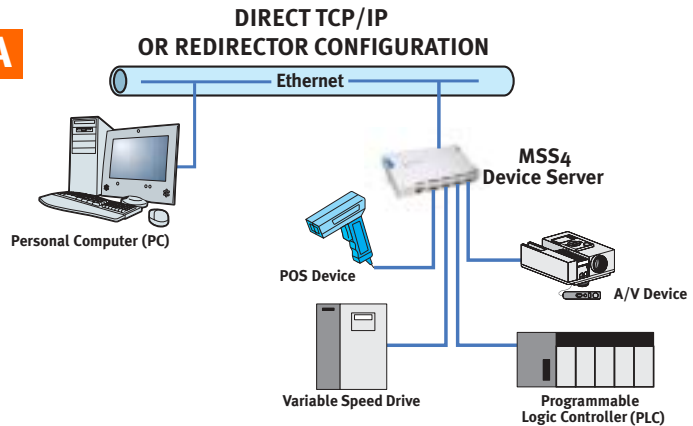 DIRECT TCP/IP
OR REDIRECTOR CONFIGURATION
A
Ethernet
MSS4
Device Server
Personal Computer (PC)
POS Device
A/V Device
Variable Speed Drive
Programmable
Logic Controller (PLC)